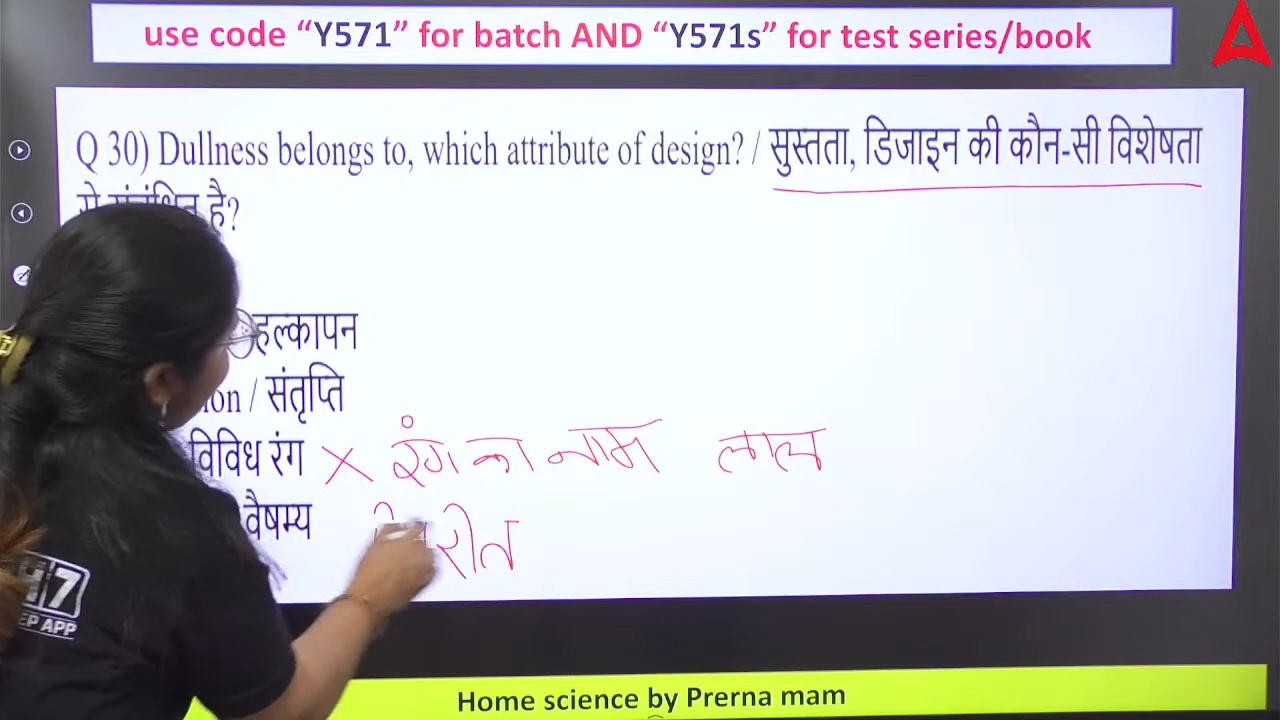 use code “Y571” for batch AND “Y571s” for test series/book
Q 30) Dullness belongs to, which attribute of design? / सुस्तता, डिजाइन की कौन-सी विशेषता
है?
हल्कापन
/ संतृप्ति
विविध रंग रंग का नाम लाल
वैषम्य
Home science by Prerna mam